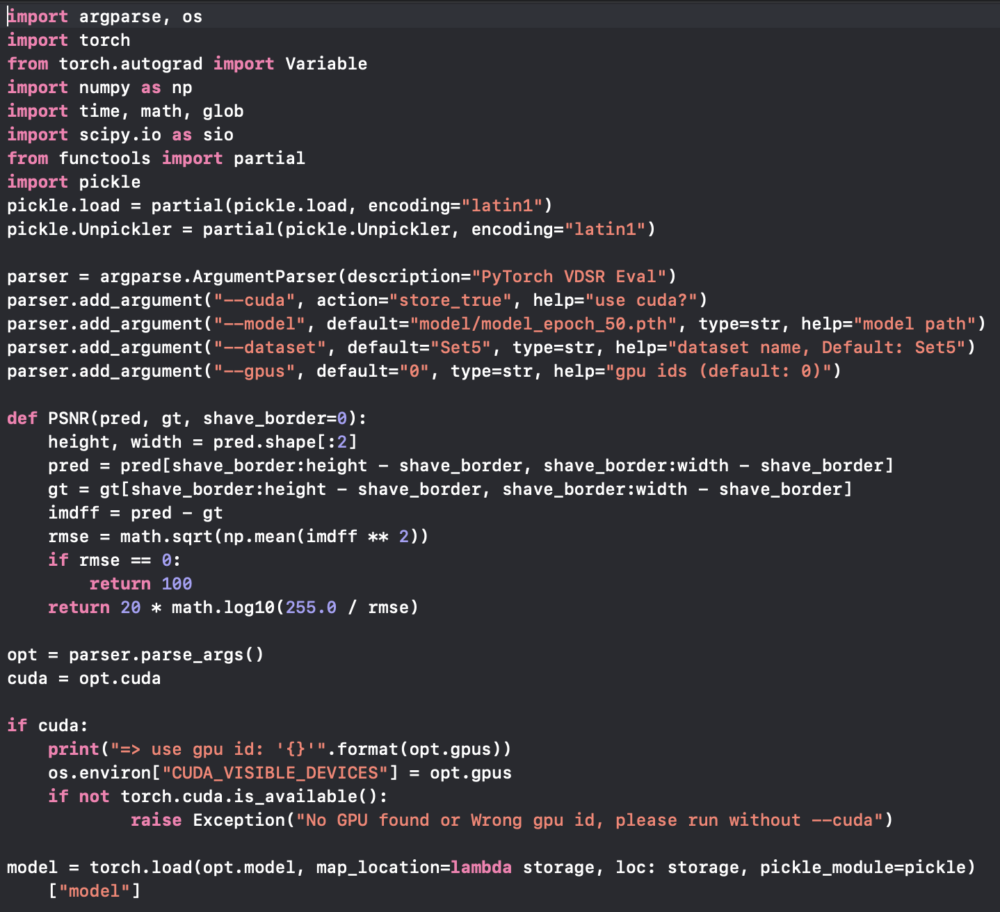 import argparse, os
import torch
from torch.autograd import Variable
import numpy as np
import time, math, glob
import scipy.io as sio
from functools import partial
import pickle
pickle.load = partial(pickle.load, encoding="latin1")
pickle.Unpickler = partial(pickle.Unpickler, encoding="latin1")

parser = argparse.ArgumentParser(description="PyTorch VDSR Eval")
parser.add_argument("--cuda", action="store_true", help="use cuda?")
parser.add_argument("--model", default="model/model_epoch_50.pth", type=str, help="model path")
parser.add_argument("--dataset", default="Set5", type=str, help="dataset name, Default: Set5")
parser.add_argument("--gpus", default="0", type=str, help="gpu ids (default: 0)")

def PSNR(pred, gt, shave_border=0):
    height, width = pred.shape[:2]
    pred = pred[shave_border:height - shave_border, shave_border:width - shave_border]
    gt = gt[shave_border:height - shave_border, shave_border:width - shave_border]
    imdff = pred - gt
    rmse = math.sqrt(np.mean(imdff ** 2))
    if rmse == 0:
        return 100
    return 20 * math.log10(255.0 / rmse)

opt = parser.parse_args()
cuda = opt.cuda

if cuda:
    print("=> use gpu id: '{}'".format(opt.gpus))
    os.environ["CUDA_VISIBLE_DEVICES"] = opt.gpus
    if not torch.cuda.is_available():
            raise Exception("No GPU found or Wrong gpu id, please run without --cuda")

model = torch.load(opt.model, map_location=lambda storage, loc: storage, pickle_module=pickle)
    ["model"]